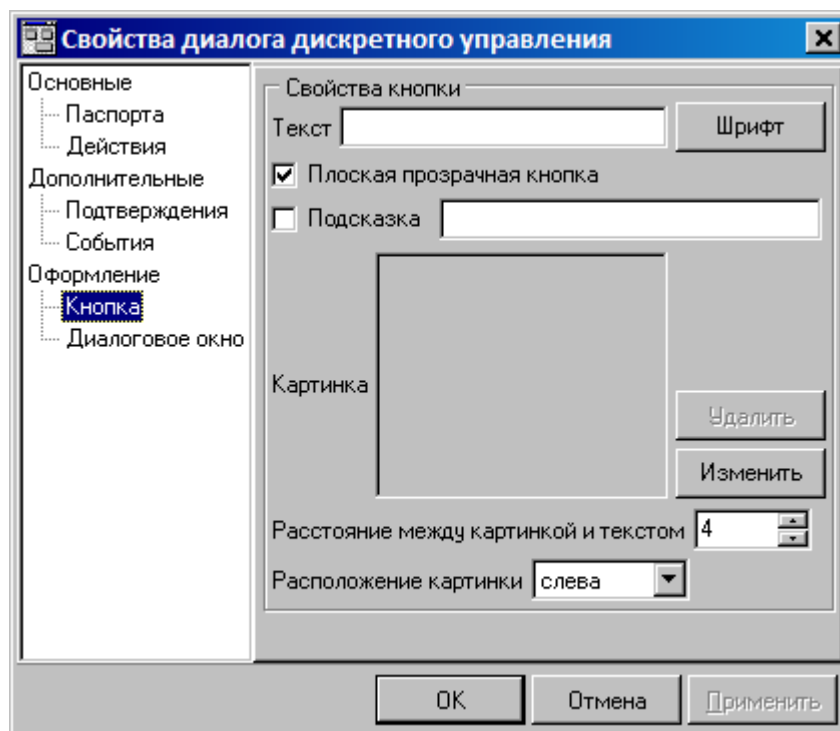 Свойства диалога дискретного управления
Основные
Паспорта
Действия
Дополнительные
Подтверждения
События
Оформление
Кнопка
Диалоговое окно
Свойства кнопки
Текст
Шрифт
Плоская прозрачная кнопка
Подсказка
Картинка
Удалить
Изменить
Расстояние между картинкой и текстом 4
Расположение картинки слева
OK Отмена Применить